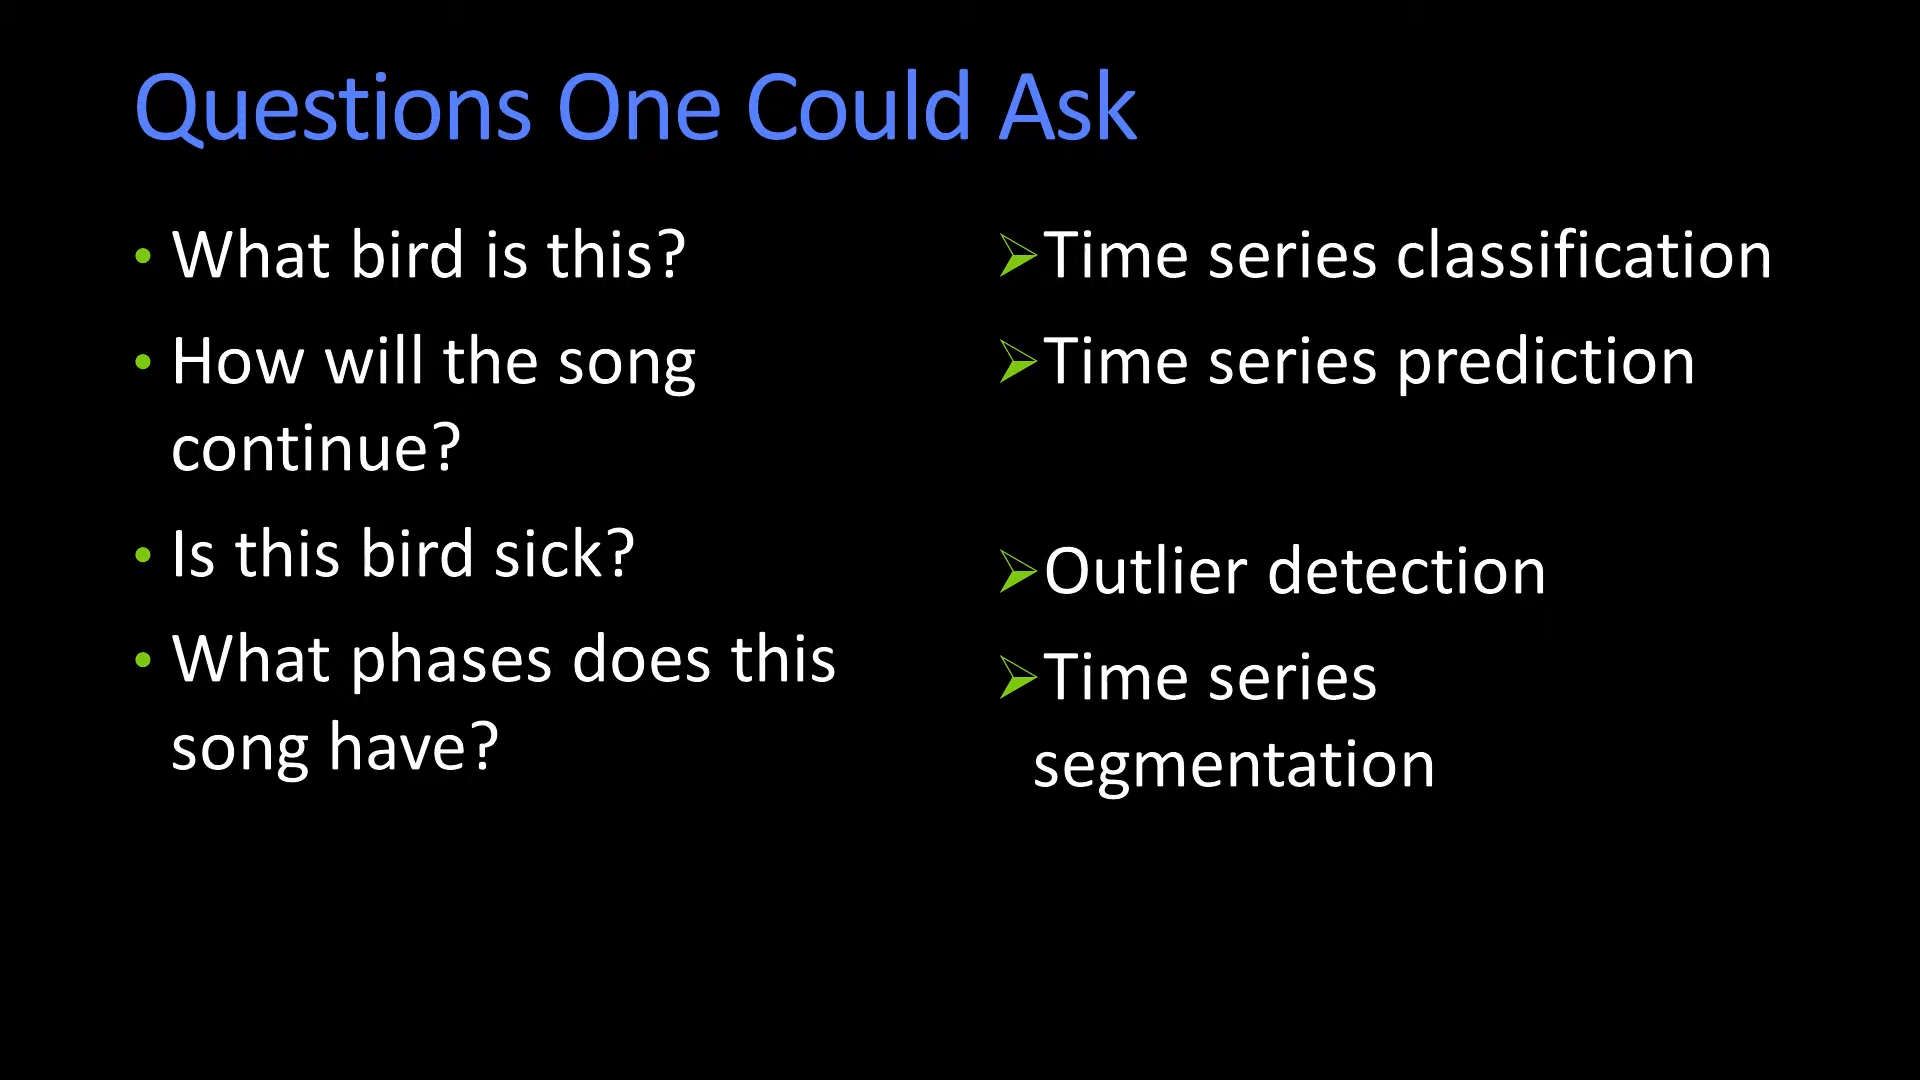 Questions One Could Ask
• What bird is this?
• How will the song
continue?
• Is this bird sick?
• What phases does this
song have?
➢Time series classification
➢Time series prediction
➢Outlier detection
➢Time series
segmentation